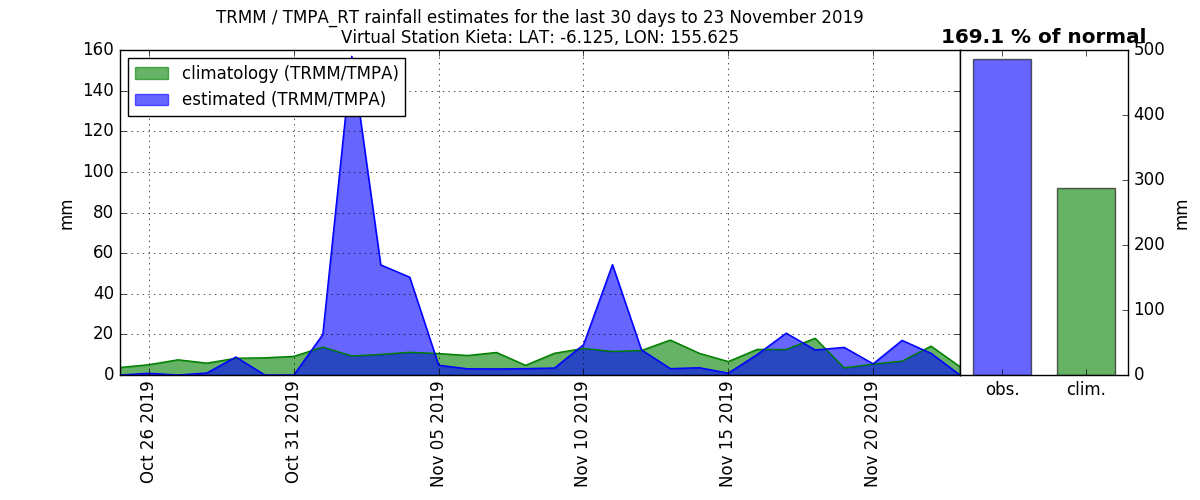 TRMM / TMPA_RT rainfall estimates for the last 30 days to 23 November 2019
Virtual Station Kieta: LAT: -6.125, LON: 155.625
169.1 % of normal
climatology (TRMM/TMPA)
estimated (TRMM/TMPA)
mm
160
140
120
100
80
60
40
20
0
Oct 26 2019
Oct 31 2019
Nov 05 2019
Nov 10 2019
Nov 15 2019
Nov 20 2019
obs.
clim.
500
400
300
200
100
0
mm